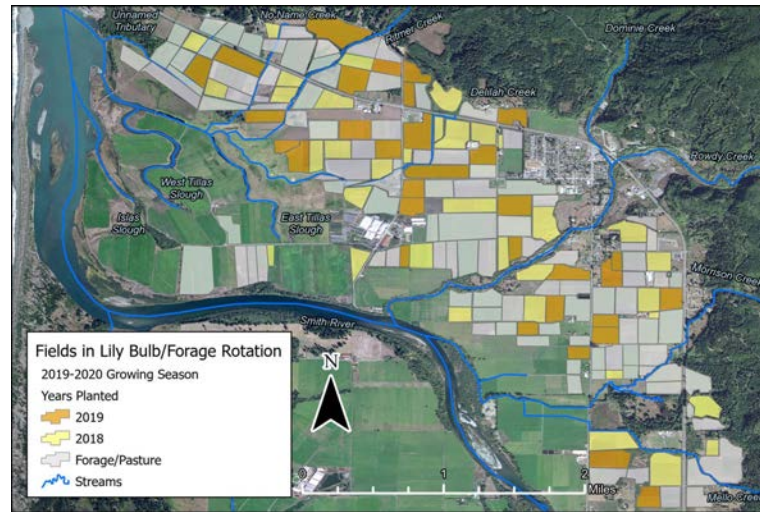 Unnamed
Tributary
No Name Creek
Ritmer Creek
Dominie Creek
Delilah Creek
Rowdy Creek
West Tillas
Slough
Islas
Slough
East Tillas
Slough
Morrison Creek
Smith River
Fields in Lily Bulb/Forage Rotation
2019-2020 Growing Season
Years Planted
2019
2018
Forage/Pasture
Streams
N
0 1 2
Miles
Mello Creek